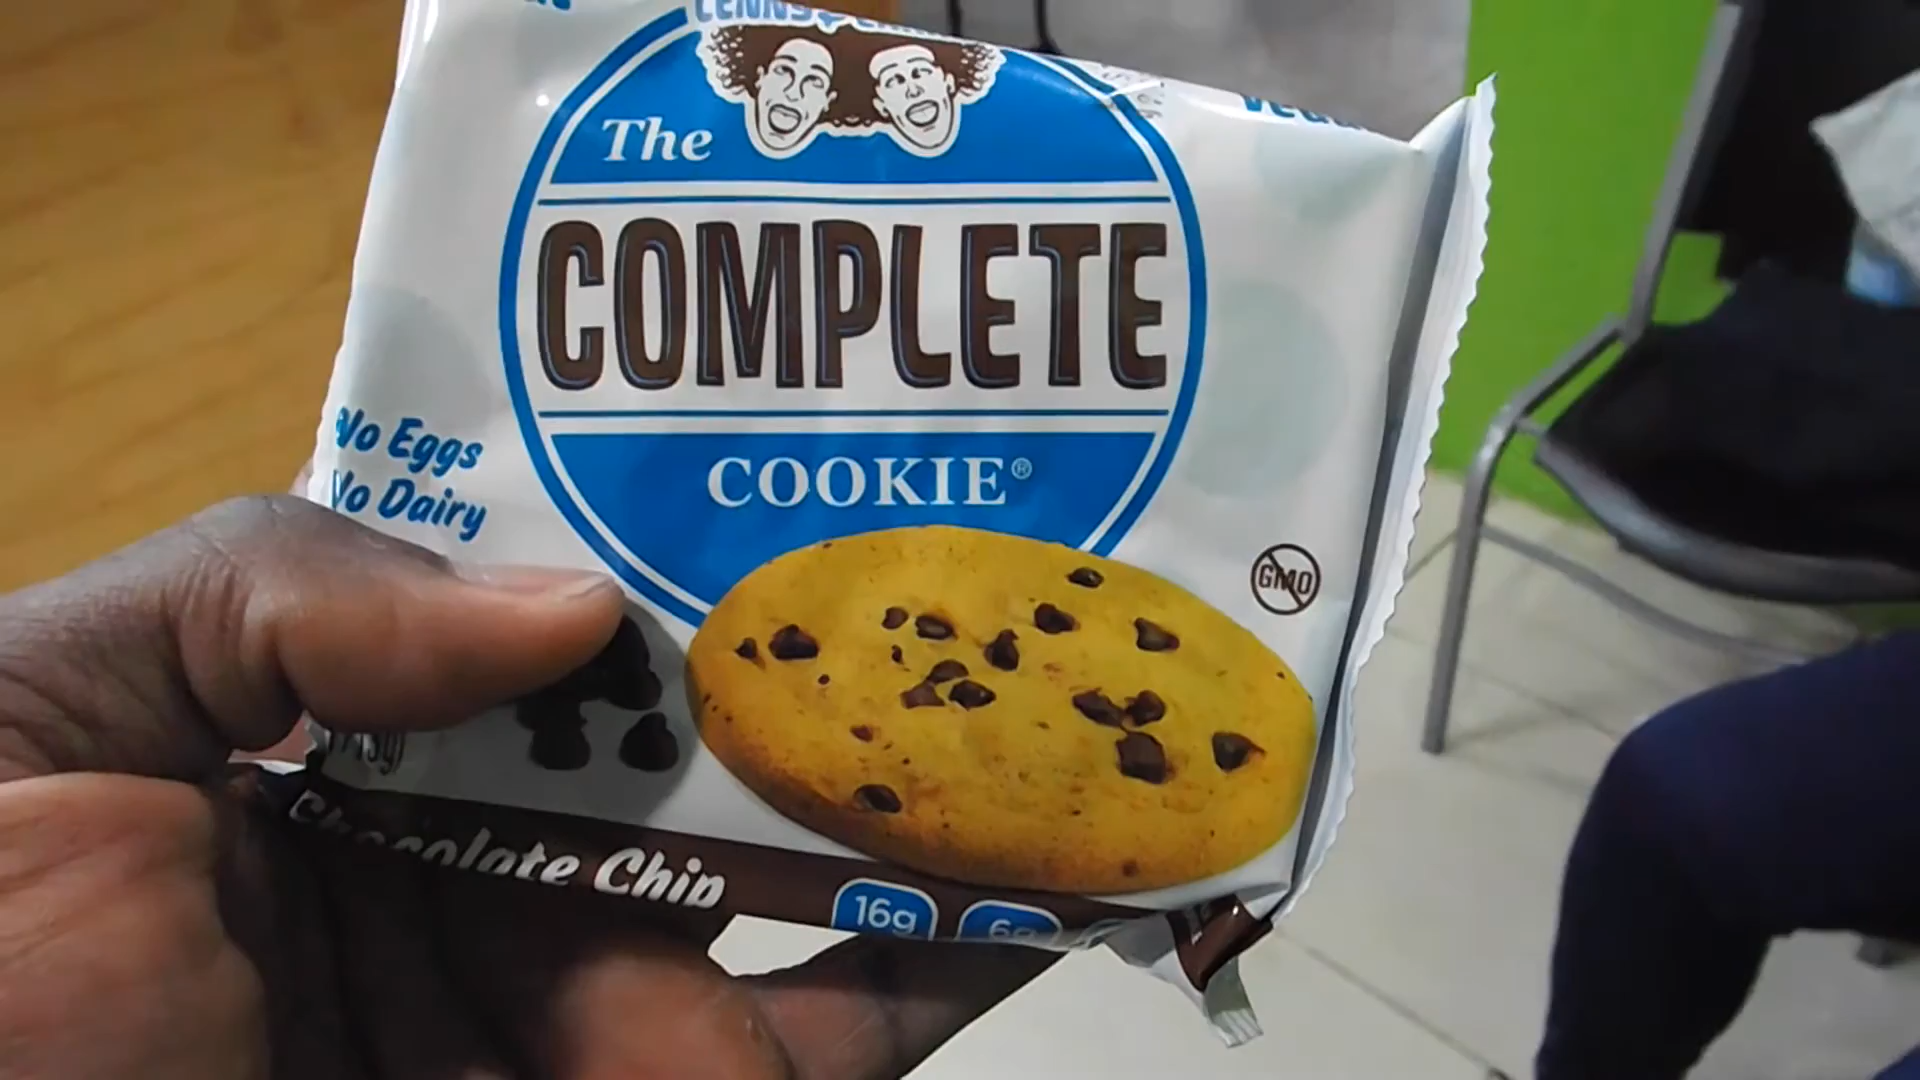 The
COMPLETE
COOKIE®
No Eggs
No Dairy
GMO
Chocolate Chip
16g